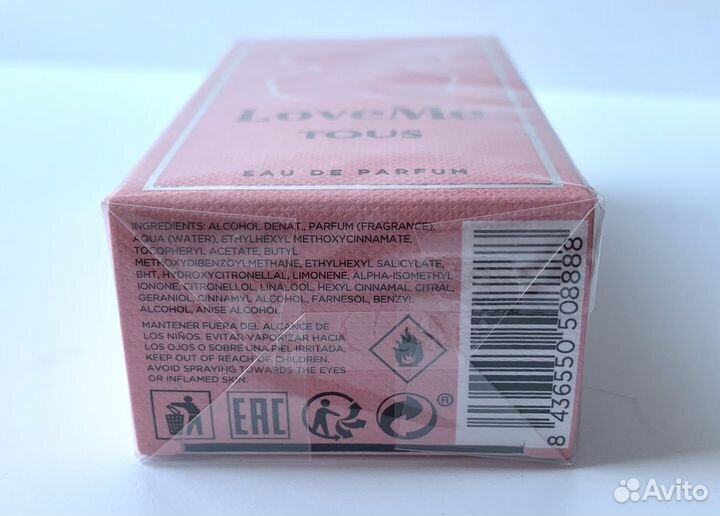 LoveMe
TOUS
EAU DE PARFUM
INGREDIENTS: ALCOHOL DENAT., PARFUM (FRAGRANCE),
AQUA (WATER), ETHYLHEXYL METHOXYCINNAMATE,
TOCOPHERYL ACETATE, BUTYL
METHOXYDIBENZOYLMETHANE, ETHYLHEXYL SALICYLATE,
BHT, HYDROXYCITRONELLAL, LIMONENE, ALPHA-ISOMETHYL
IONONE, CITRONELLOL, LINALOOL, HEXYL CINNAMAL, CITRAL,
GERANIOL, CINNAMYL ALCOHOL, FARNESOL, BENZYL
ALCOHOL, ANISE ALCOHOL
MANTENER FUERA DEL ALCANCE DE
LOS NIÑOS. EVITAR VAPORIZAR HACIA
LOS OJOS O SOBRE UNA PIEL IRRITADA.
KEEP OUT OF REACH OF CHILDREN.
AVOID SPRAYING TOWARDS THE EYES
OR INFLAMED SKIN.
EAC
®
8 436550 508888
Avito